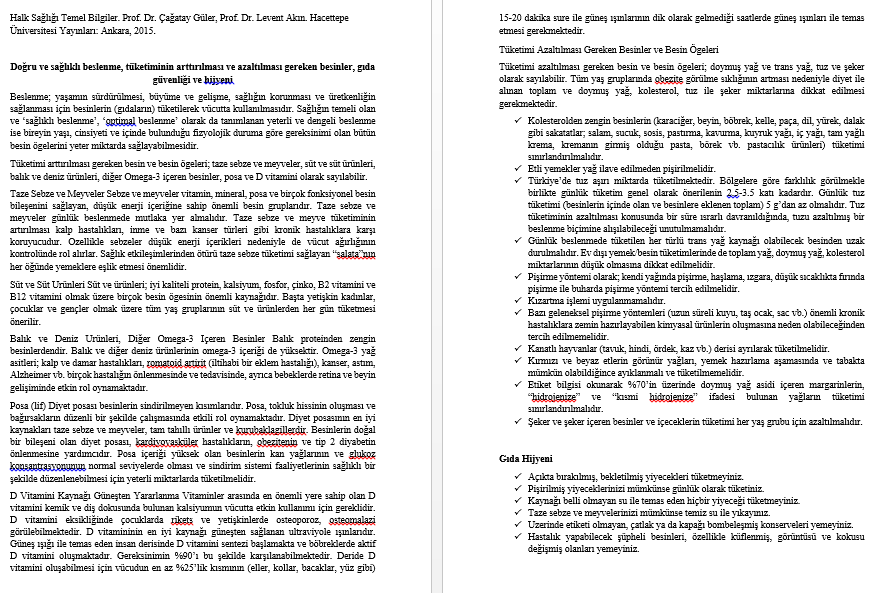 Halk Sağlığı Temel Bilgiler. Prof. Dr. Çağatay Güler, Prof. Dr. Levent Akın. Hacettepe
Üniversitesi Yayınları: Ankara, 2015.
Doğru ve sağlıklı beslenme, tüketiminin arttırılması ve azaltılması gereken besinler, gıda
güvenliği ve hijyeni
Beslenme; yaşamın sürdürülmesi, büyüme ve gelişme, sağlığın korunması ve üretkenliğin
sağlanması için besinlerin (gıdaların) tüketilerek vücutta kullanılmasıdır. Sağlığın temeli olan
ve ‘sağlıklı beslenme’, ‘optimal beslenme’ olarak da tanımlanan yeterli ve dengeli beslenme
ise bireyin yaşı, cinsiyeti ve içinde bulunduğu fizyolojik duruma göre gereksinimi olan bütün
besin ögelerini yeter miktarda sağlayabilmesidir.
Tüketimi arttırılması gereken besin ve besin ögeleri; taze sebze ve meyveler, süt ve süt ürünleri,
balık ve deniz ürünleri, diğer Omega-3 içeren besinler, posa ve D vitamini olarak sayılabilir.
Taze Sebze ve Meyveler Sebze ve meyveler vitamin, mineral, posa ve birçok fonksiyonel besin
bileşenini sağlayan, düşük enerji içeriğine sahip önemli besin gruplarıdır. Taze sebze ve
meyveler günlük beslenmede mutlaka yer almalıdır. Taze sebze ve meyve tüketiminin
artırılması kalp hastalıkları, inme ve bazı kanser türleri gibi kronik hastalıklara karşı
koruyucudur. Özellikle sebzeler düşük enerji içerikleri nedeniyle de vücut ağırlığının
kontrolünde rol alırlar. Sağlık etkileşimlerinden ötürü taze sebze tüketimi sağlayan “salata”nın
her öğünde yemeklere eşlik etmesi önemlidir.
Süt ve Süt Ürünleri Süt ve ürünleri; iyi kaliteli protein, kalsiyum, fosfor, çinko, B2 vitamini ve
B12 vitamini olmak üzere birçok besin ögesinin önemli kaynağıdır. Başta yetişkin kadınlar,
çocuklar ve gençler olmak üzere tüm yaş gruplarının süt ve ürünlerden her gün tüketmesi
önerilir.
Balık ve Deniz Ürünleri, Diğer Omega-3 İçeren Besinler Balık proteinden zengin
besinlerdendir. Balık ve diğer deniz ürünlerinin omega-3 içeriği de yüksektir. Omega-3 yağ
asitleri; kalp ve damar hastalıkları, romatoid artirit (iltihabi bir eklem hastalığı), kanser, astım,
Alzheimer vb. birçok hastalığın önlenmesinde ve tedavisinde, ayrıca bebeklerde retina ve beyin
gelişiminde etkin rol oynamaktadır.
Posa (lif) Diyet posası besinlerin sindirilmeyen kısımlarıdır. Posa, tokluk hissinin oluşması ve
bağırsakların düzenli bir şekilde çalışmasında etkili rol oynamaktadır. Diyet posasının en iyi
kaynakları taze sebze ve meyveler, tam tahıllı ürünler ve kurubaklagillerdir. Besinlerin doğal
bir bileşeni olan diyet posası, kardiyovasküler hastalıkların, obezitenin ve tip 2 diyabetin
önlenmesine yardımcıdır. Posa içeriği yüksek olan besinlerin kan yağlarının ve glukoz
konsantrasyonunun normal seviyelerde olması ve sindirim sistemi faaliyetlerinin sağlıklı bir
şekilde düzenlenebilmesi için yeterli miktarlarda tüketilmelidir.
D Vitamini Kaynağı Güneşten Yararlanma Vitaminler arasında en önemli yere sahip olan D
vitamini kemik ve diş dokusunda bulunan kalsiyumun vücutta etkin kullanımı için gereklidir.
D vitamini eksikliğinde çocuklarda rikets ve yetişkinlerde osteoporoz, osteomalazi
görülebilmektedir. D vitamininin en iyi kaynağı güneşten sağlanan ultraviyole ışınlarıdır.
Güneş ışığı ile temas eden insan derisinde D vitamini sentezi başlamakta ve böbreklerde aktif
D vitamini oluşmaktadır. Gereksinimin %90’ı bu şekilde karşılanabilmektedir. Deride D
vitamini oluşabilmesi için vücudun en az %25’lik kısmının (eller, kollar, bacaklar, yüz gibi)
15-20 dakika sure ile güneş ışınlarının dik olarak gelmediği saatlerde güneş ışınları ile temas
etmesi gerekmektedir.
Tüketimi Azaltılması Gereken Besinler ve Besin Ögeleri
Tüketimi azaltılması gereken besin ve besin ögeleri; doymuş yağ ve trans yağ, tuz ve şeker
olarak sayılabilir. Tüm yaş gruplarında obezite görülme sıklığının artması nedeniyle diyet ile
alınan toplam ve doymuş yağ, kolesterol, tuz ile şeker miktarlarına dikkat edilmesi
gerekmektedir.
✓ Kolesterolden zengin besinlerin (karaciğer, beyin, böbrek, kelle, paça, dil, yürek, dalak
gibi sakatatlar; salam, sucuk, sosis, pastırma, kavurma, kuyruk yağı, iç yağı, tam yağlı
krema, kremanın girmiş olduğu pasta, börek vb. pastacılık ürünleri) tüketimi
sınırlandırılmalıdır.
✓ Etli yemekler yağ ilave edilmeden pişirilmelidir.
✓ Türkiye’de tuz aşırı miktarda tüketilmektedir. Bölgelere göre farklılık görülmekle
birlikte günlük tüketim genel olarak önerilenin 2,5-3.5 katı kadardır. Günlük tuz
tüketimi (besinlerin içinde olan ve besinlere eklenen toplam) 5 g’dan az olmalıdır. Tuz
tüketiminin azaltılması konusunda bir süre ısrarlı davranıldığında, tuzu azaltılmış bir
beslenme biçimine alışılabileceği unutulmamalıdır.
✓ Günlük beslenmede tüketilen her türlü trans yağ kaynağı olabilecek besinden uzak
durulmalıdır. Ev dışı yemek/besin tüketimlerinde de toplam yağ, doymuş yağ, kolesterol
miktarlarının düşük olmasına dikkat edilmelidir.
✓ Pişirme yöntemi olarak; kendi yağında pişirme, haşlama, ızgara, düşük sıcaklıkta fırında
pişirme ile buharda pişirme yöntemi tercih edilmelidir.
✓ Kızartma işlemi uygulanmamalıdır.
✓ Bazı geleneksel pişirme yöntemleri (uzun süreli kuyu, taş ocak, sac vb.) önemli kronik
hastalıklara zemin hazırlayabilen kimyasal ürünlerin oluşmasına neden olabileceğinden
tercih edilmemelidir.
✓ Kanatlı hayvanlar (tavuk, hindi, ördek, kaz vb.) derisi ayrılarak tüketilmelidir.
✓ Kırmızı ve beyaz etlerin görünür yağları, yemek hazırlama aşamasında ve tabakta
mümkün olabildiğince ayıklanmalı ve tüketilmemelidir.
✓ Etiket bilgisi okunarak %70’in üzerinde doymuş yağ asidi içeren margarinlerin,
“hidrojenize” ve “kısmi hidrojenize” ifadesi bulunan yağların tüketimi
sınırlandırılmalıdır.
✓ Şeker ve şeker içeren besinler ve içeceklerin tüketimi her yaş grubu için azaltılmalıdır.
Gıda Hijyeni
✓ Açıkta bırakılmış, bekletilmiş yiyecekleri tüketmeyiniz.
✓ Pişirilmiş yiyeceklerinizi mümkünse günlük olarak tüketiniz.
✓ Kaynağı belli olmayan su ile temas eden hiçbir yiyeceği tüketmeyiniz.
✓ Taze sebze ve meyvelerinizi mümkünse temiz su ile yıkayınız.
✓ Üzerinde etiketi olmayan, çatlak ya da kapağı bombeleşmiş konserveleri yemeyiniz.
✓ Hastalık yapabilecek şüpheli besinleri, özellikle küflenmiş, görüntüsü ve kokusu
değişmiş olanları yemeyiniz.